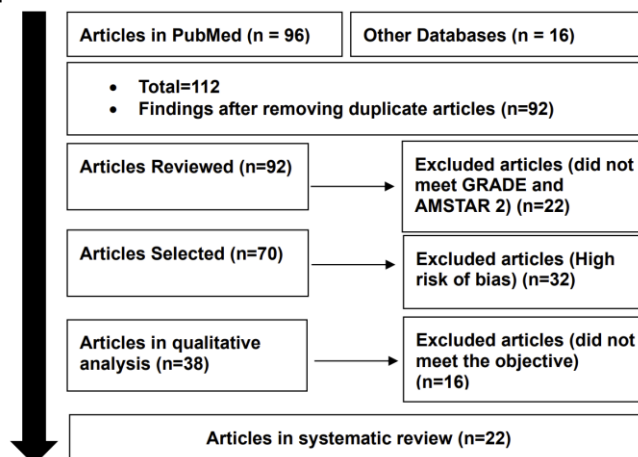 Articles in PubMed (n = 96)
Other Databases (n = 16)
• Total=112
• Findings after removing duplicate articles (n=92)
Articles Reviewed (n=92)
Excluded articles (did not
meet GRADE and
AMSTAR 2) (n=22)
Articles Selected (n=70)
Excluded articles (High
risk of bias) (n=32)
Articles in qualitative
analysis (n=38)
Excluded articles (did not
meet the objective)
(n=16)
Articles in systematic review (n=22)